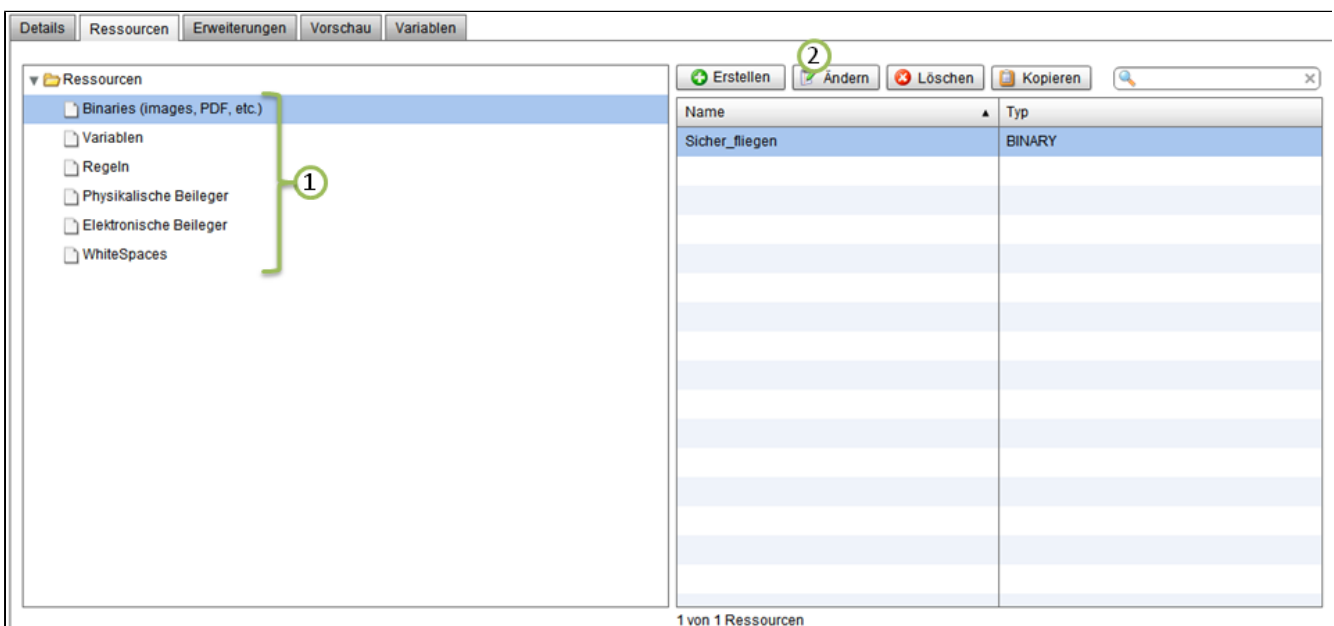 Details Ressourcen Erweiterungen Vorschau Variablen
Ressourcen
Binaries (images, PDF, etc.)
Variablen
Regeln
Physikalische Beileger
Elektronische Beileger
WhiteSpaces
1
2
Erstellen Ändern Löschen Kopieren
Name Typ
Sicher_fliegen BINARY
1 von 1 Ressourcen